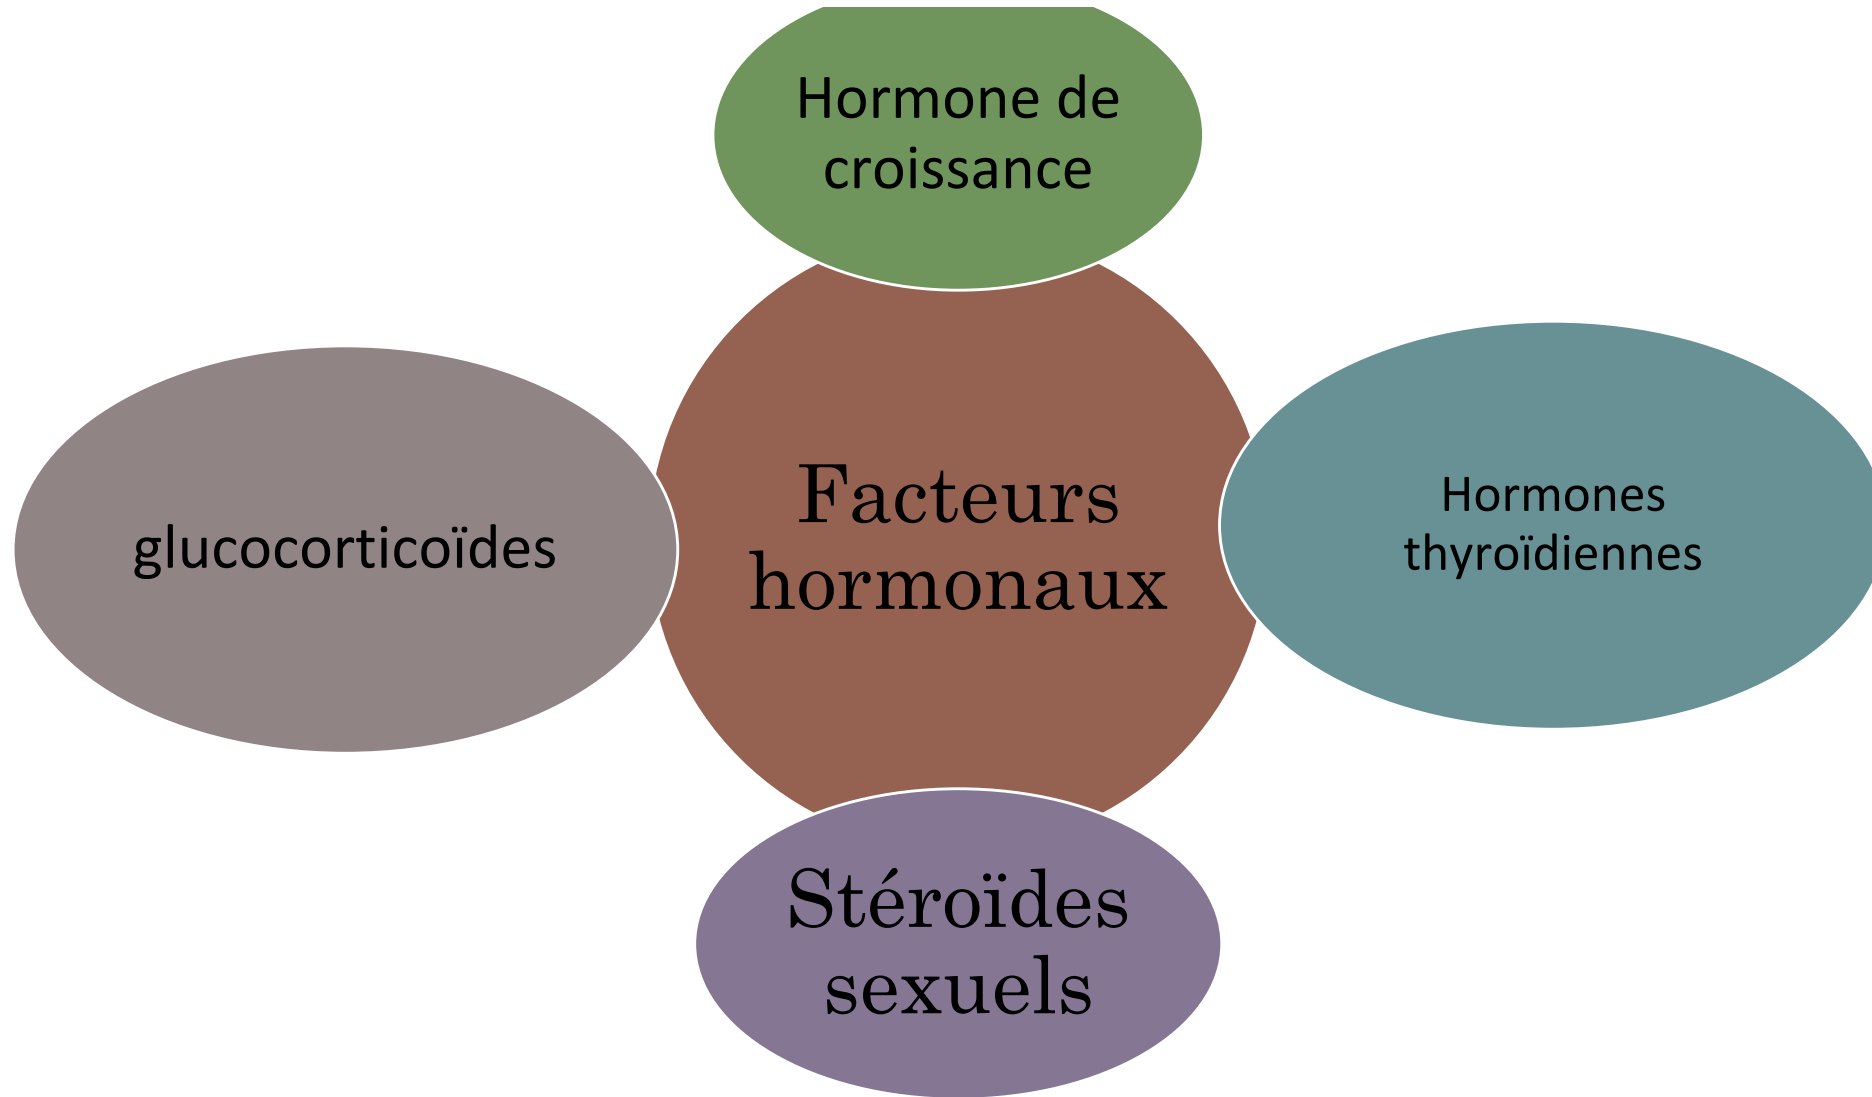 Hormone de
croissance
glucocorticoïdes
Facteurs
hormonaux
Hormones
thyroïdiennes
Stéroïdes
sexuels